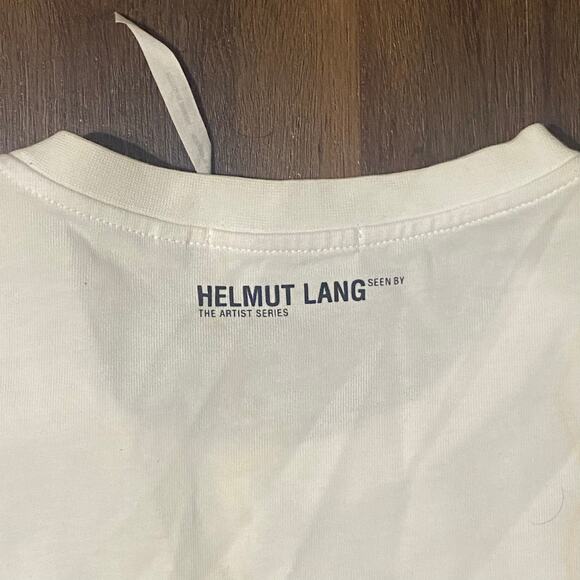 HELMUT LANG SEEN BY
THE ARTIST SERIES